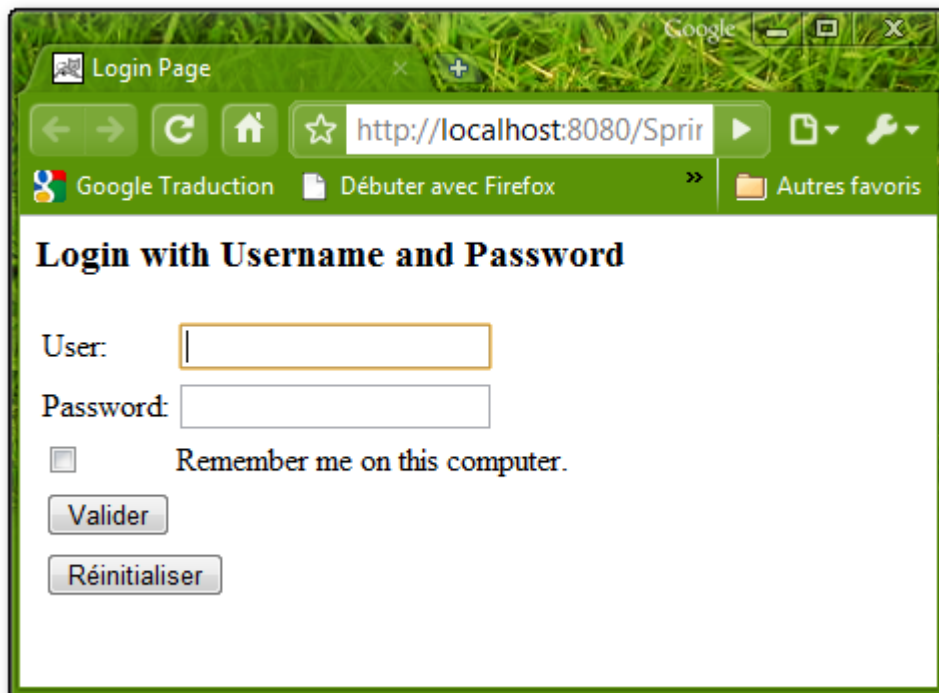 Google
Login Page
http://localhost:8080/Sprir
Google Traduction
Débuter avec Firefox
»
Autres favoris
Login with Username and Password
User:
Password:
Remember me on this computer.
Valider
Réinitialiser